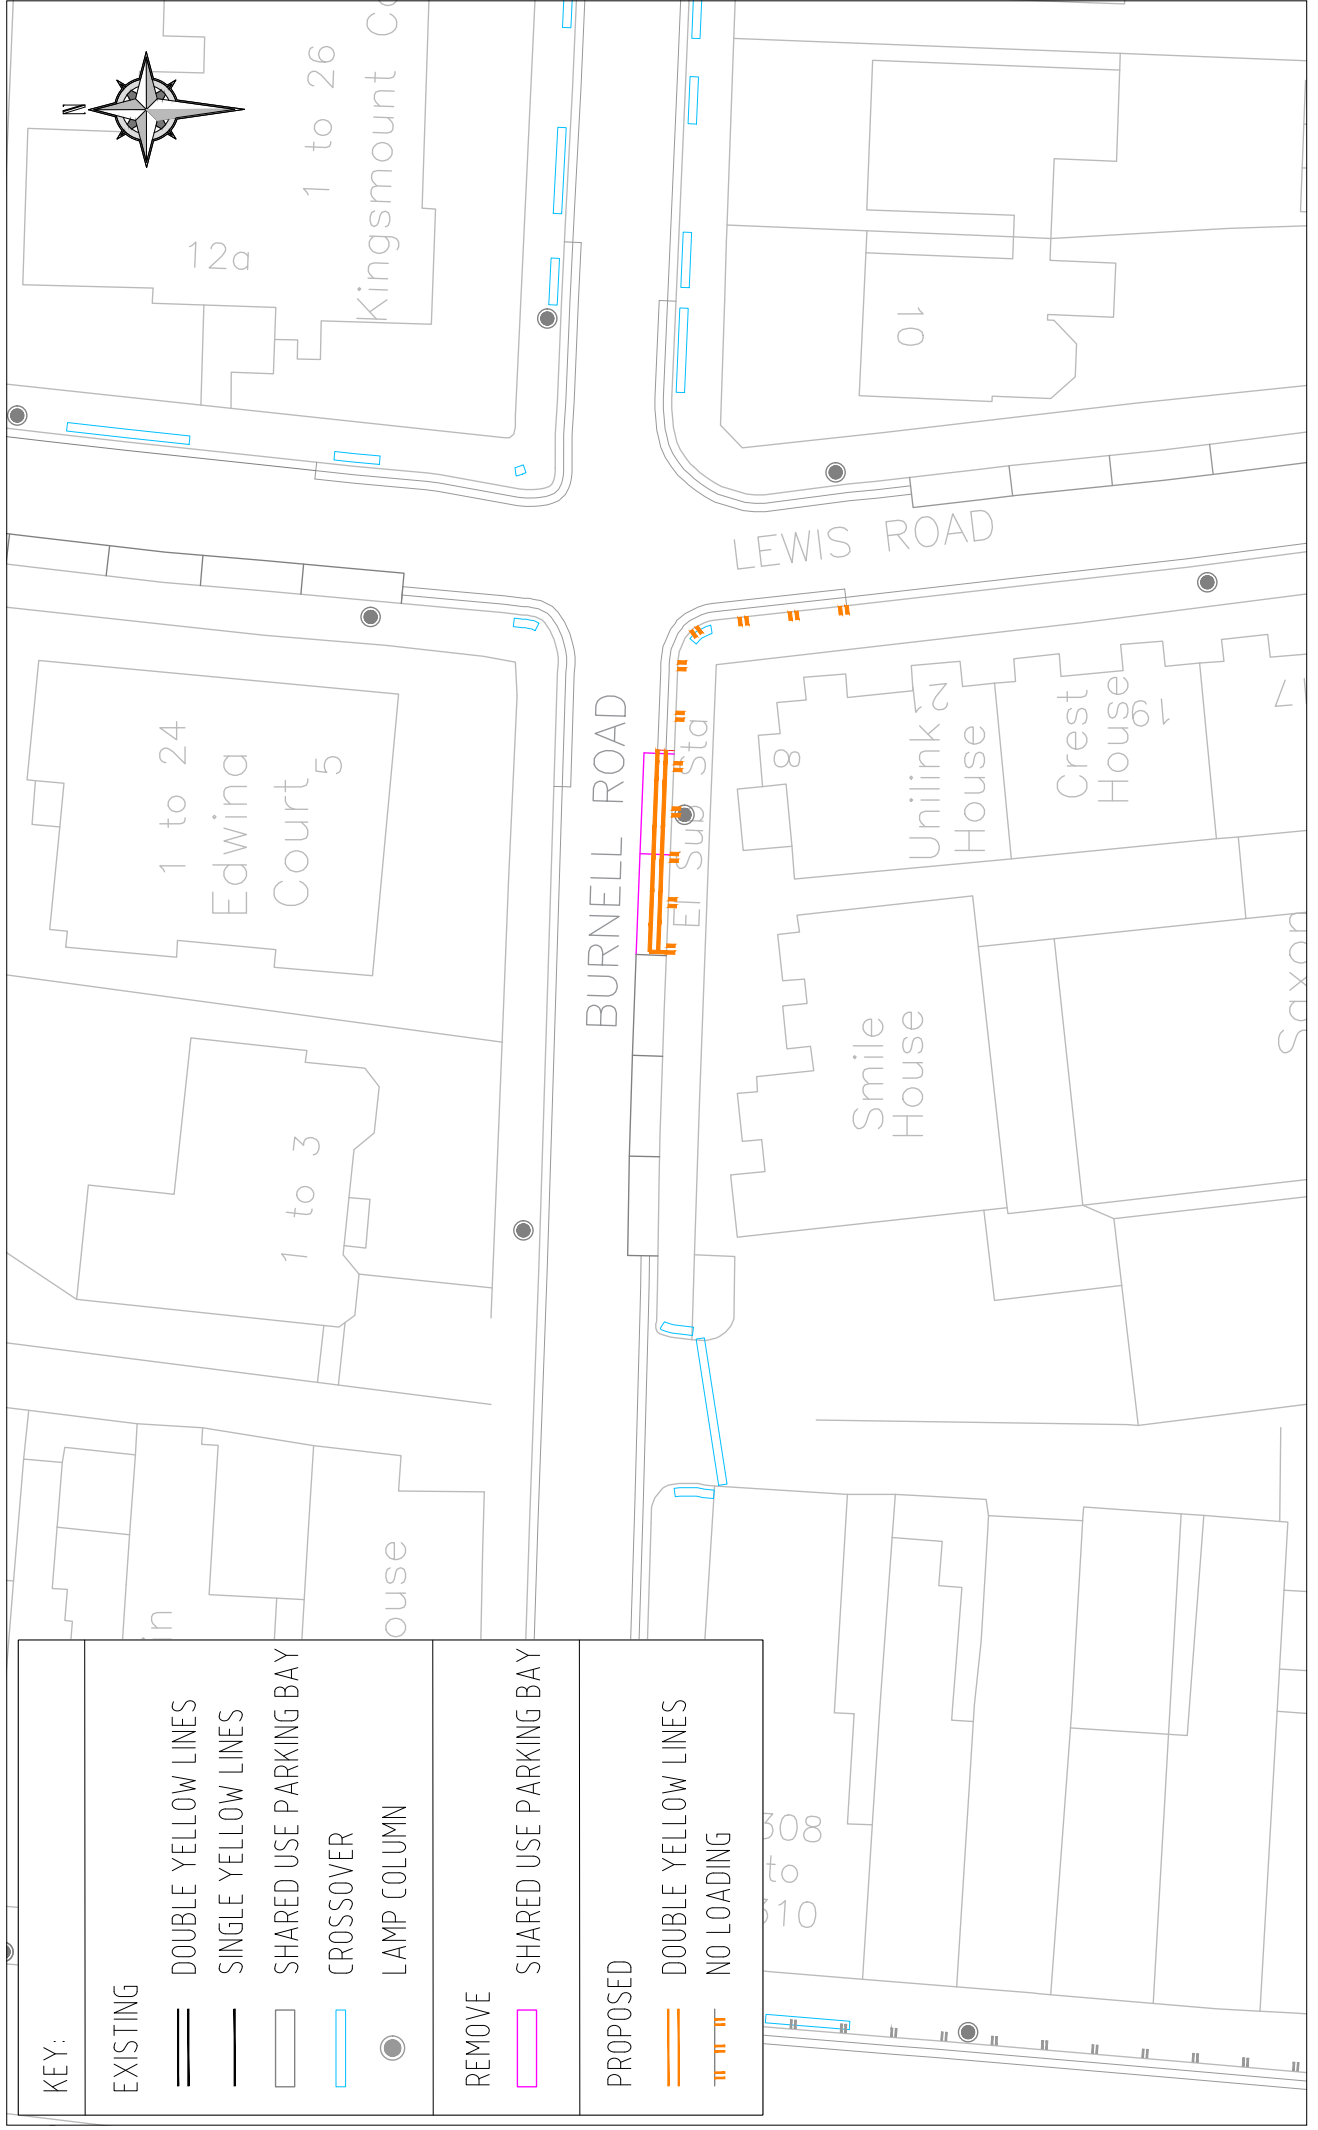 N
1 to 26
Kingsmount
12a
10
LEWIS ROAD
1 to 24
Edwina
Court
5
BURNELL ROAD
El Sub Sta
8
21
Unilink
House
Crest
House
19
17
1 to 3
Smile
House
Saxon
308
to
310
KEY:
EXISTING
DOUBLE YELLOW LINES
SINGLE YELLOW LINES
SHARED USE PARKING BAY
CROSSOVER
LAMP COLUMN
REMOVE
SHARED USE PARKING BAY
PROPOSED
DOUBLE YELLOW LINES
NO LOADING